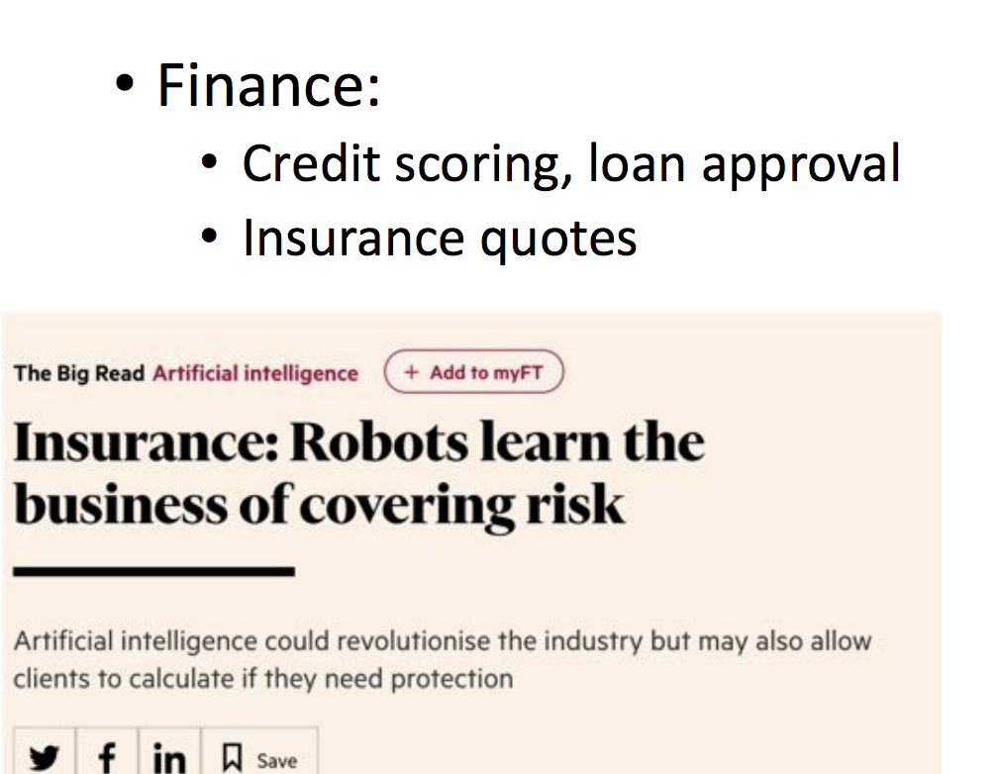 • Finance:
• Credit scoring, loan approval
• Insurance quotes
The Big Read Artificial intelligence + Add to myFT
Insurance: Robots learn the
business of covering risk
Artificial intelligence could revolutionise the industry but may also allow
clients to calculate if they need protection
Save